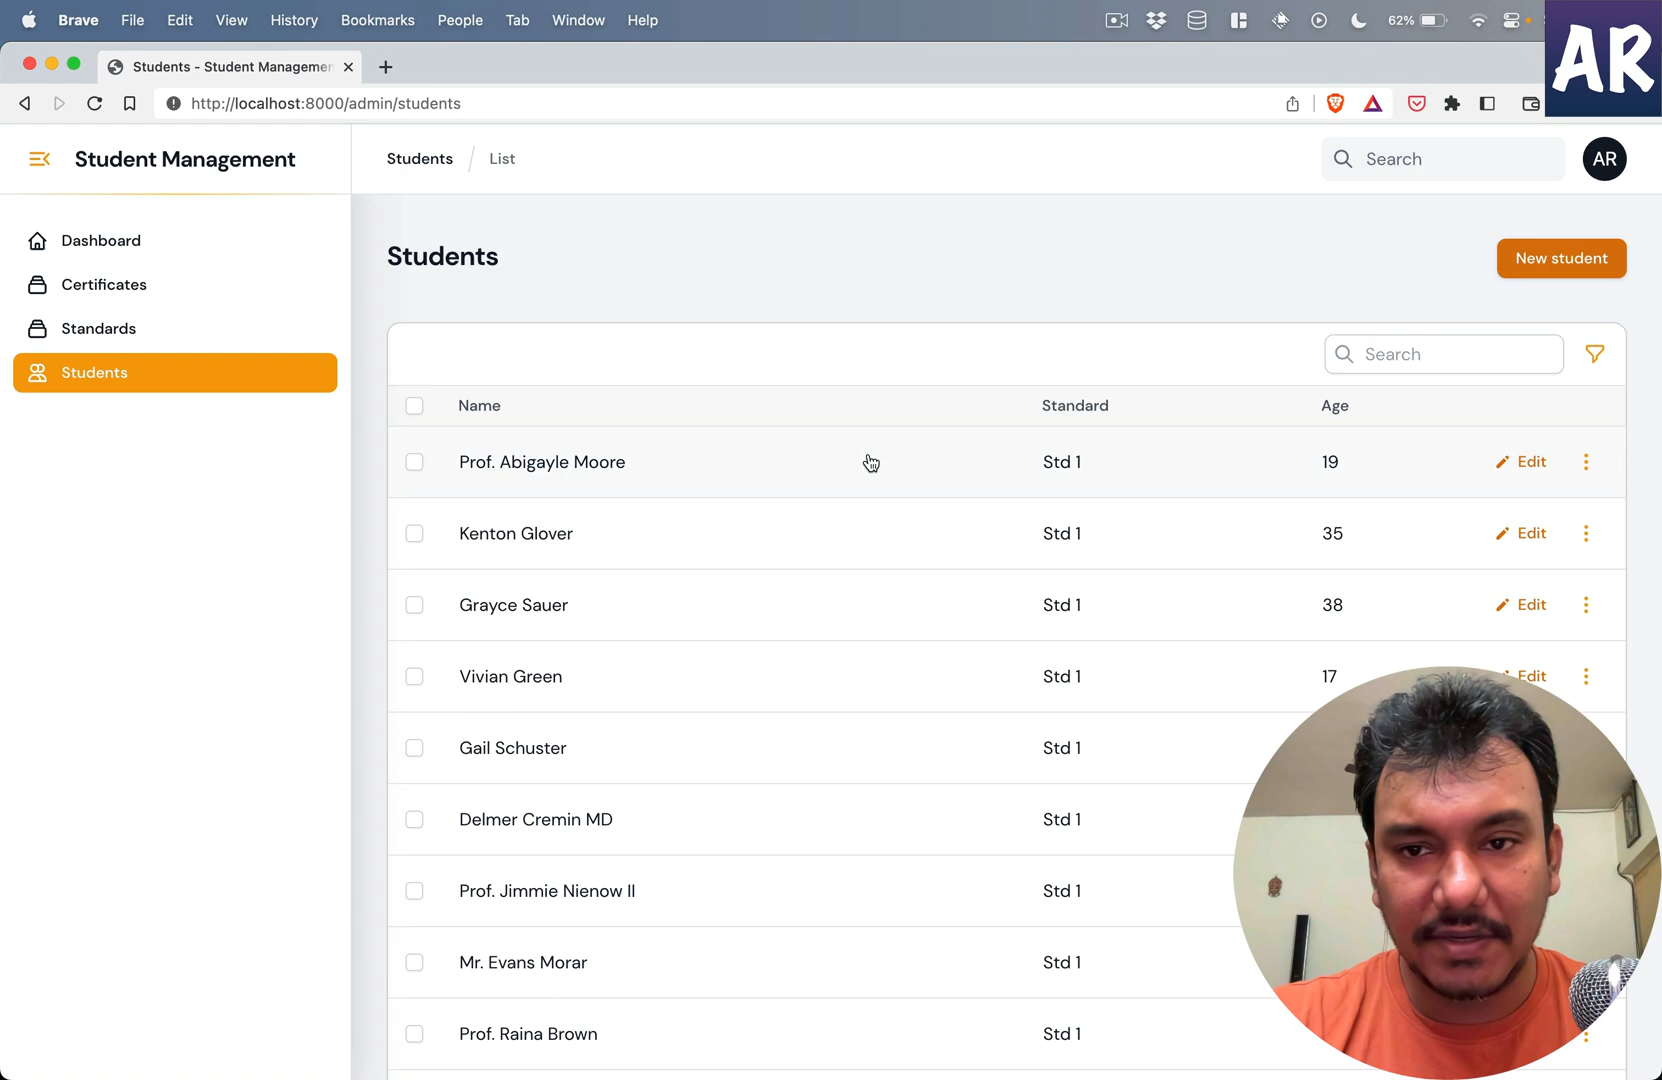 Brave File Edit View History Bookmarks People Tab Window Help 62%
AR
Students - Student Managemen
http://localhost:8000/admin/students
Student Management
Students / List
Search
AR
Dashboard
Certificates
Standards
Students
Students
New student
Search
Name Standard Age
Prof. Abigayle Moore Std 1 19 Edit
Kenton Glover Std 1 35 Edit
Grayce Sauer Std 1 38 Edit
Vivian Green Std 1 17 Edit
Gail Schuster Std 1
Delmer Cremin MD Std 1
Prof. Jimmie Nienow II Std 1
Mr. Evans Morar Std 1
Prof. Raina Brown Std 1